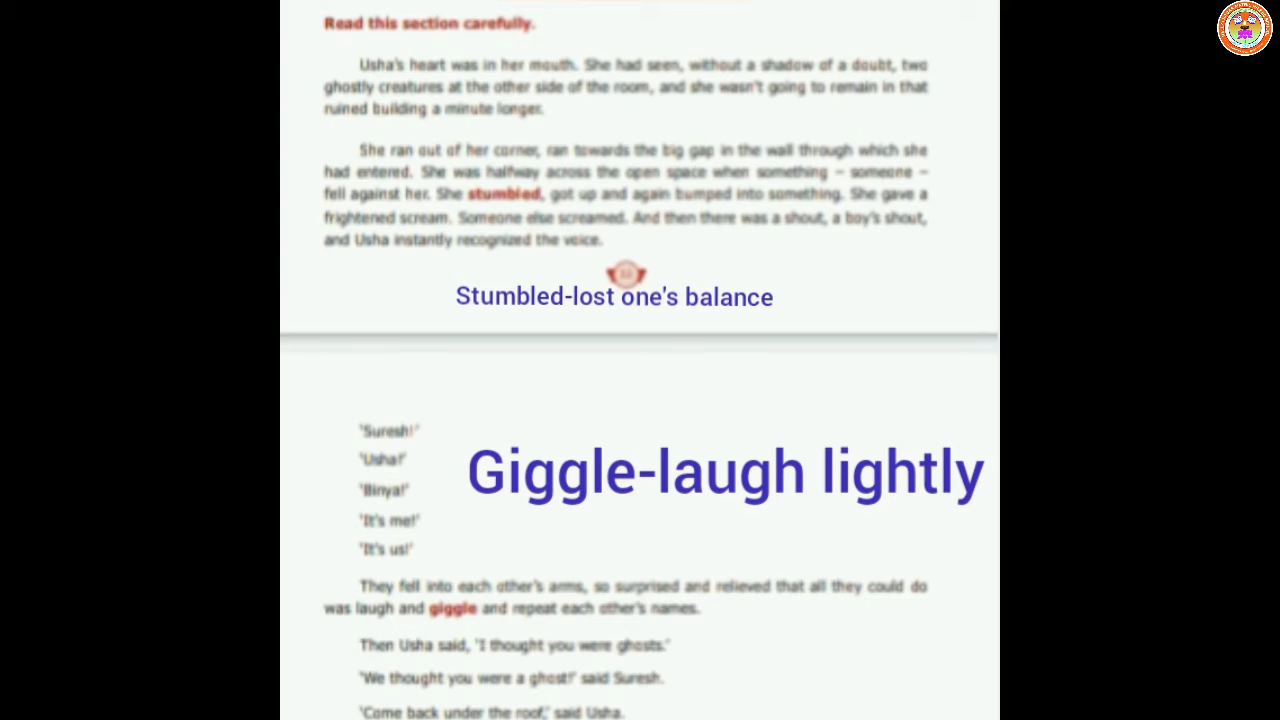 Read this section carefully.
Usha's heart was in her mouth. She had seen, without a shadow of a doubt, two
ghostly creatures at the other side of the room, and she wasn't going to remain in that
ruined building a minute longer.
She ran out of her corner, ran towards the big gap in the wall through which she
had entered. She was halfway across the open space when something – someone –
fell against her. She stumbled, got up and again bumped into something. She gave a
frightened scream. Someone else screamed. And then there was a shout, a boy's shout,
and Usha instantly recognized the voice.
Stumbled-lost one's balance
'Suresh!'
'Usha!'
Giggle-laugh lightly
'Binya!'
'It's me!'
'It's us!'
They fell into each other's arms, so surprised and relieved that all they could do
was laugh and giggle and repeat each other's names.
Then Usha said, 'I thought you were ghosts.'
'We thought you were a ghost!' said Suresh.
'Come back under the roof,' said Usha.